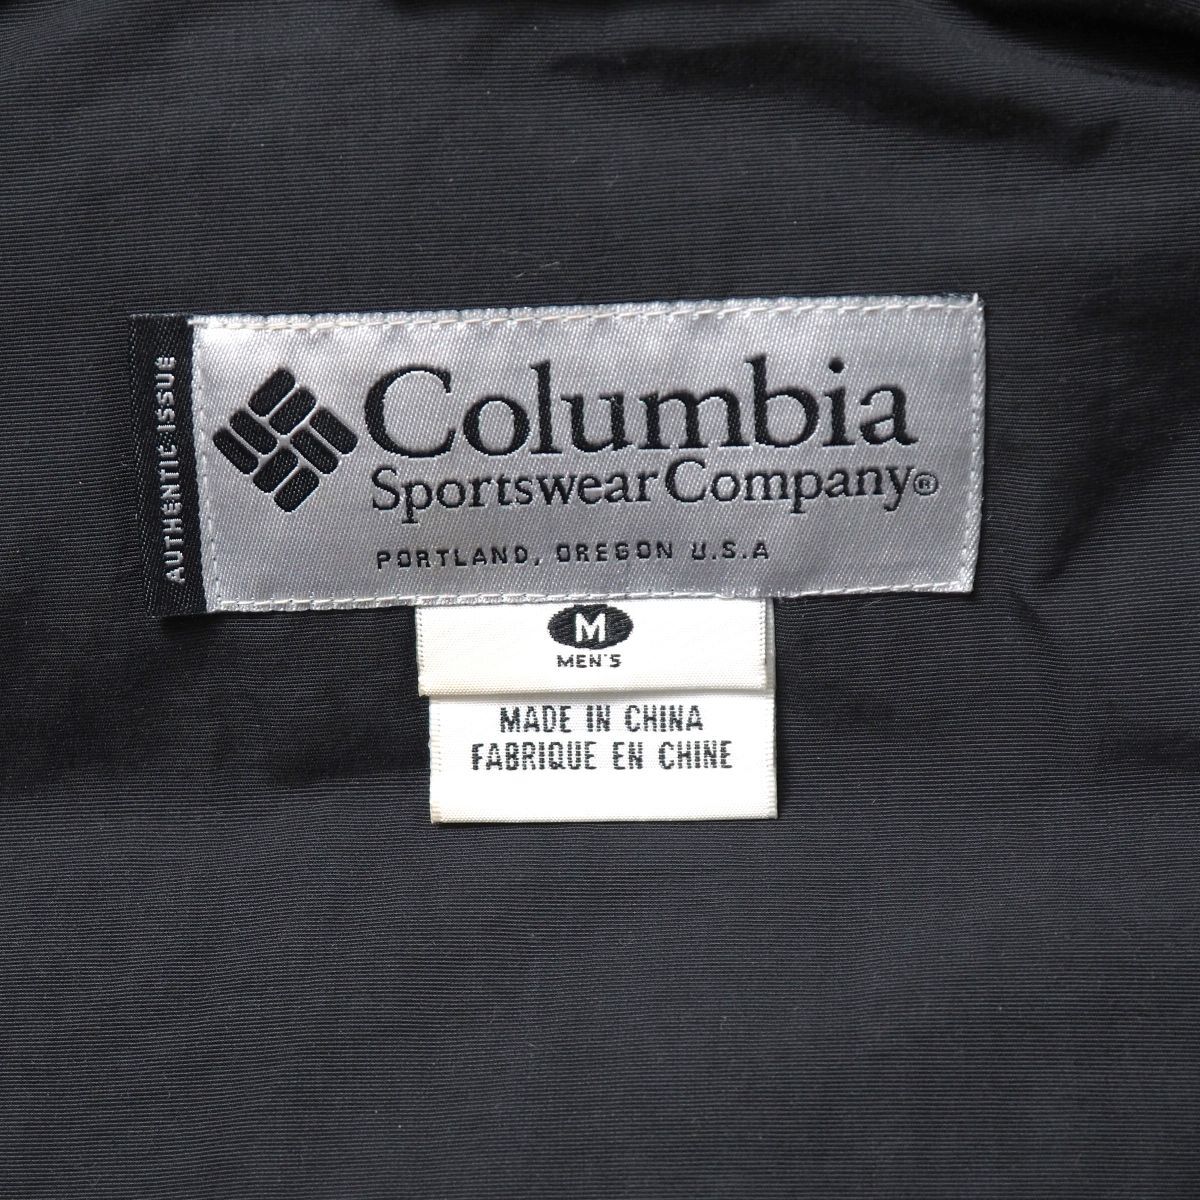 AUTHENTIC ISSUE
Columbia
Sportswear Company®
PORTLAND, OREGON U.S.A
M
MEN'S
MADE IN CHINA
FABRIQUE EN CHINE